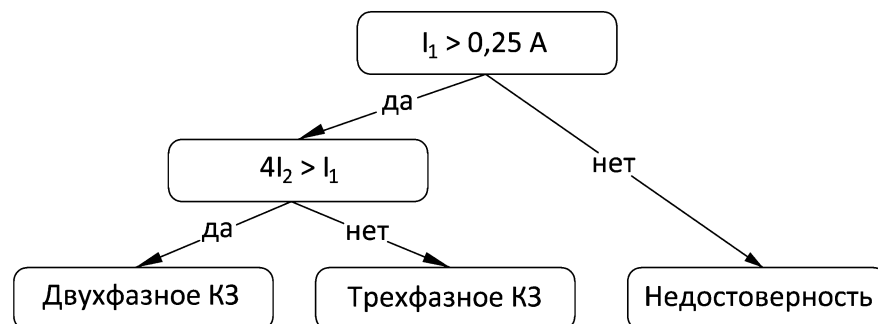 I₁ > 0,25 А
да
нет
4I₂ > I₁
да
нет
Двухфазное КЗ
Трехфазное КЗ
Недостоверность